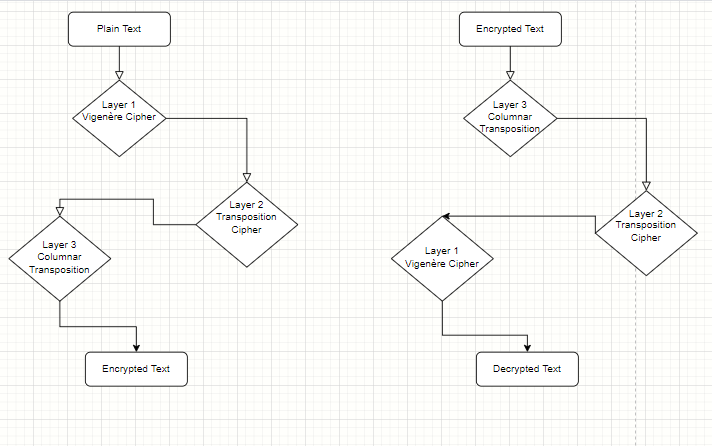 Plain Text
Layer 1
Vigenère Cipher
Layer 2
Transposition
Cipher
Layer 3
Columnar
Transposition
Encrypted Text
Encrypted Text
Layer 3
Columnar
Transposition
Layer 2
Transposition
Cipher
Layer 1
Vigenère Cipher
Decrypted Text